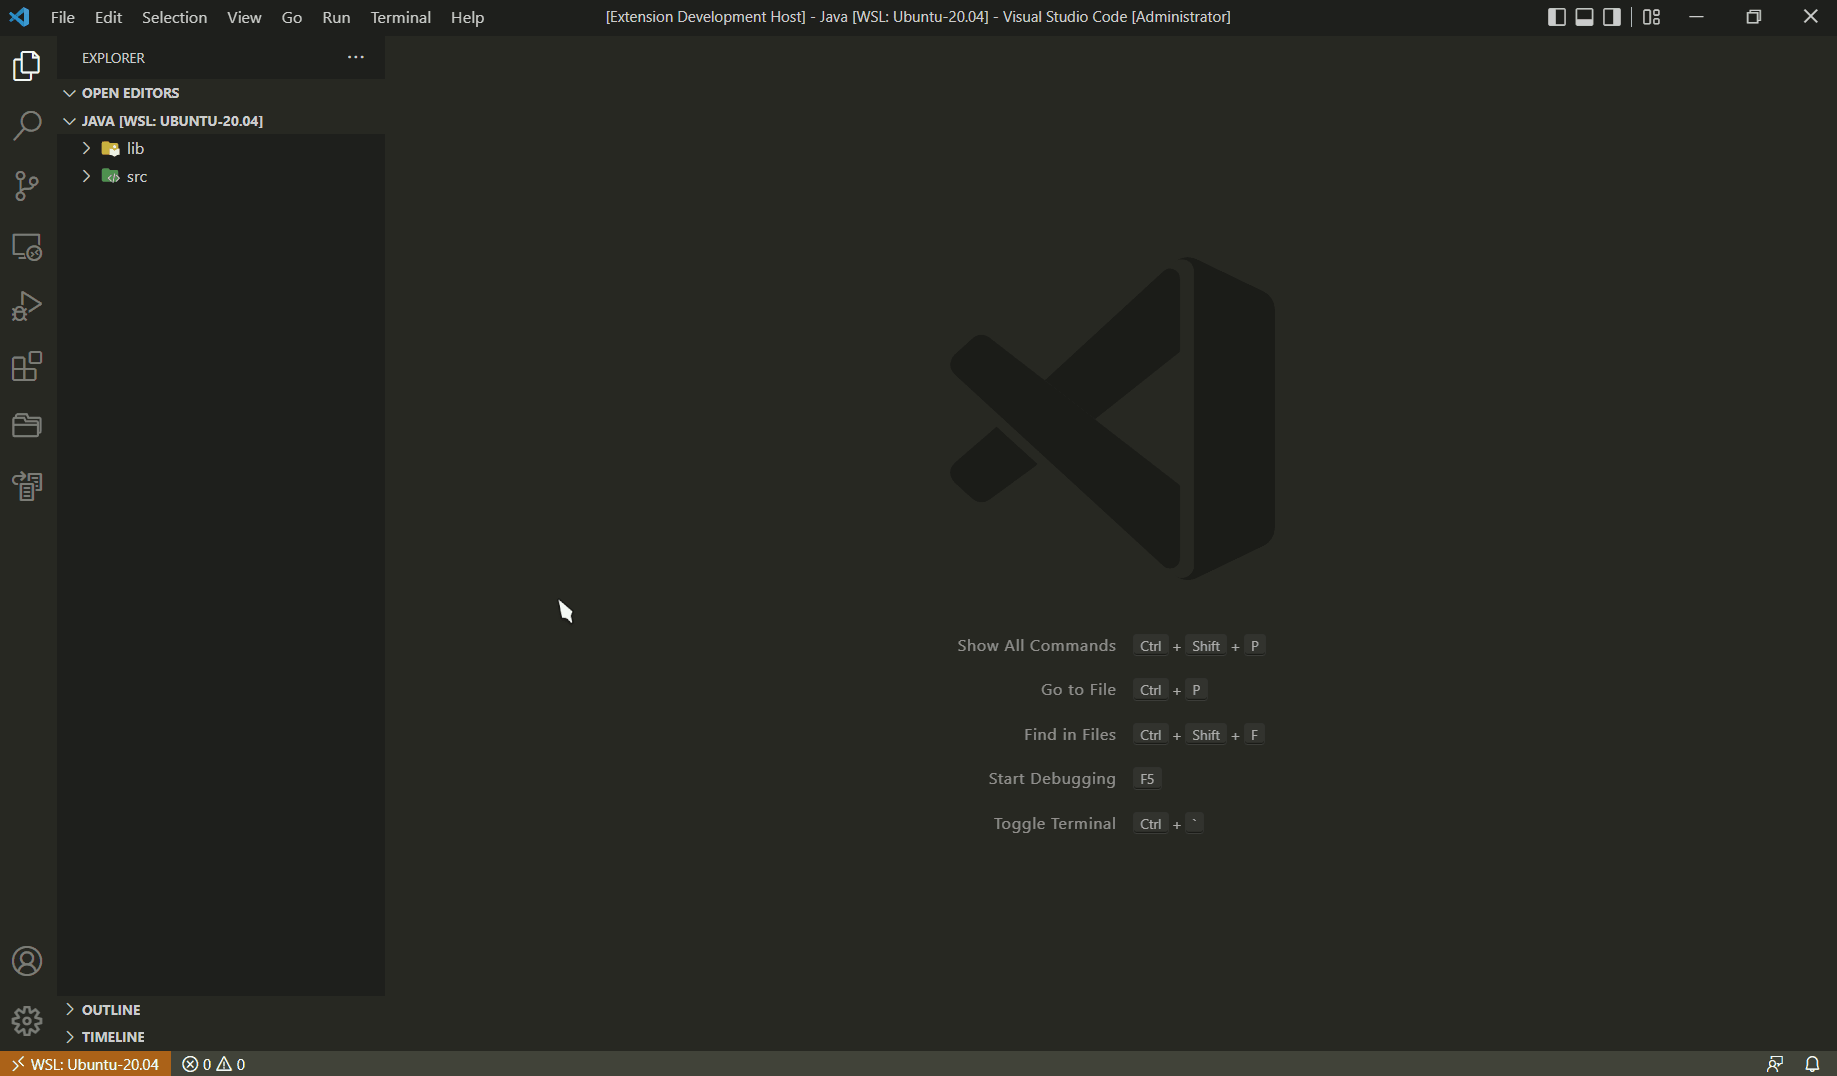 File Edit Selection View Go Run Terminal Help
[Extension Development Host] - Java [WSL: Ubuntu-20.04] - Visual Studio Code [Administrator]
EXPLORER
OPEN EDITORS
JAVA [WSL: UBUNTU-20.04]
lib
src
Show All Commands Ctrl + Shift + P
Go to File Ctrl + P
Find in Files Ctrl + Shift + F
Start Debugging F5
Toggle Terminal Ctrl + `
OUTLINE
TIMELINE
WSL: Ubuntu-20.04 0 0